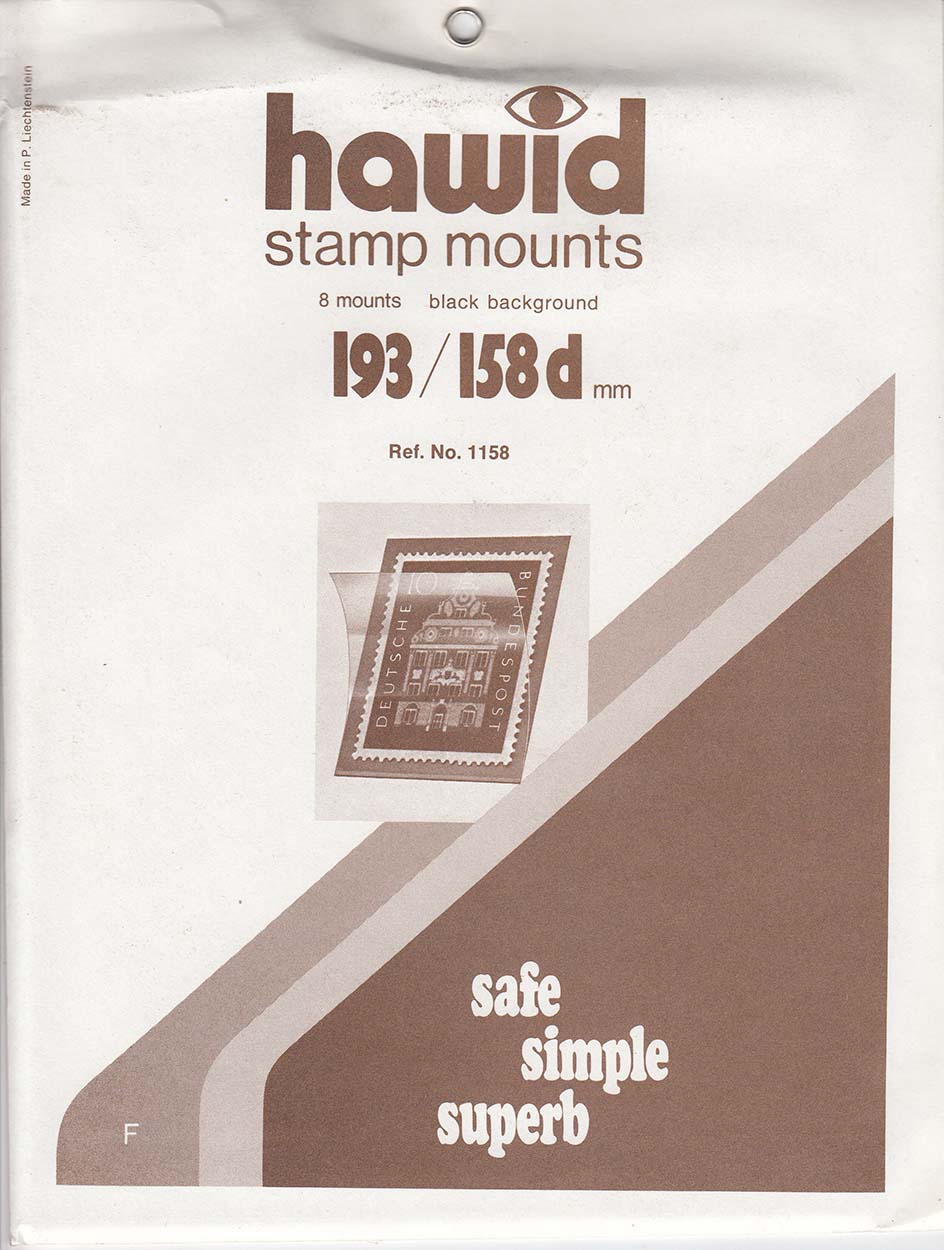 Made in P. Liechtenstein
hawid
stamp mounts
8 mounts black background
193/158d mm
Ref. No. 1158
10
DEUTSCHE
BUNDESPOST
safe
simple
superb
F